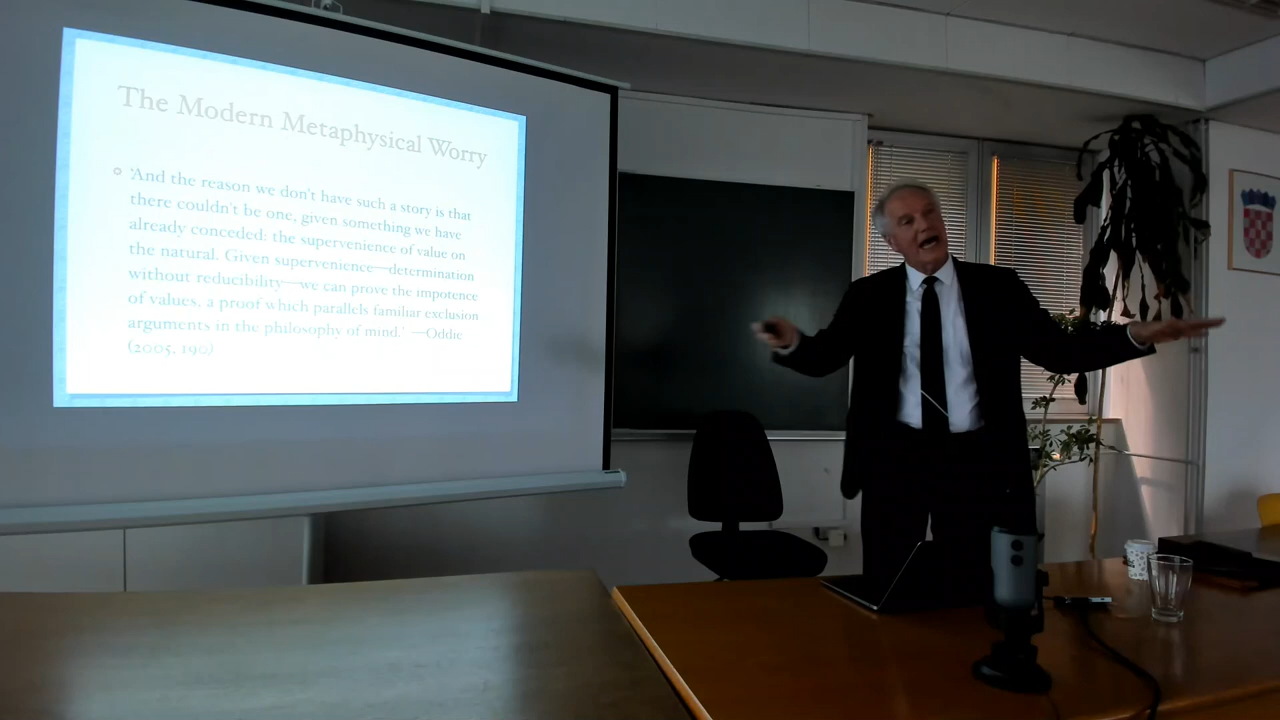 The Modern Metaphysical Worry
‘And the reason we don't have such a story is that
there couldn't be one, given something we have
already conceded: the supervenience of value on
the natural. Given supervenience—determination
without reducibility—we can prove the impotence
of values, a proof which parallels familiar exclusion
arguments in the philosophy of mind.’ —Oddie
(2005, 190)